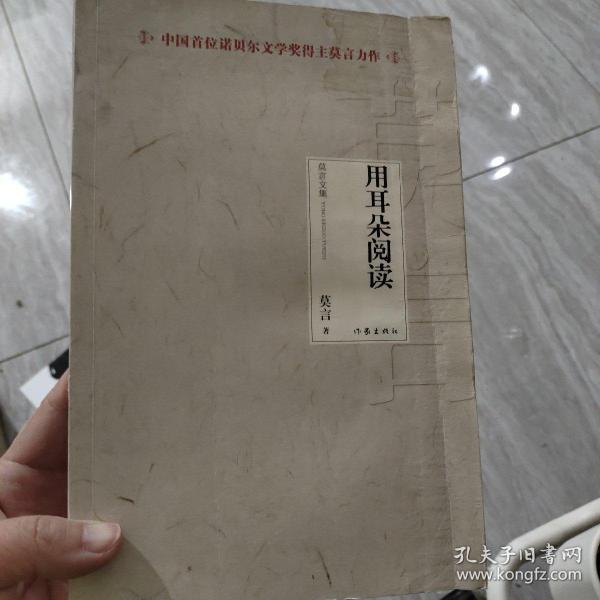 中国首位诺贝尔文学奖得主莫言力作
用耳朵阅读
莫言文集
莫言
著
作家出版社
孔夫子旧书网
www.kongfz.com